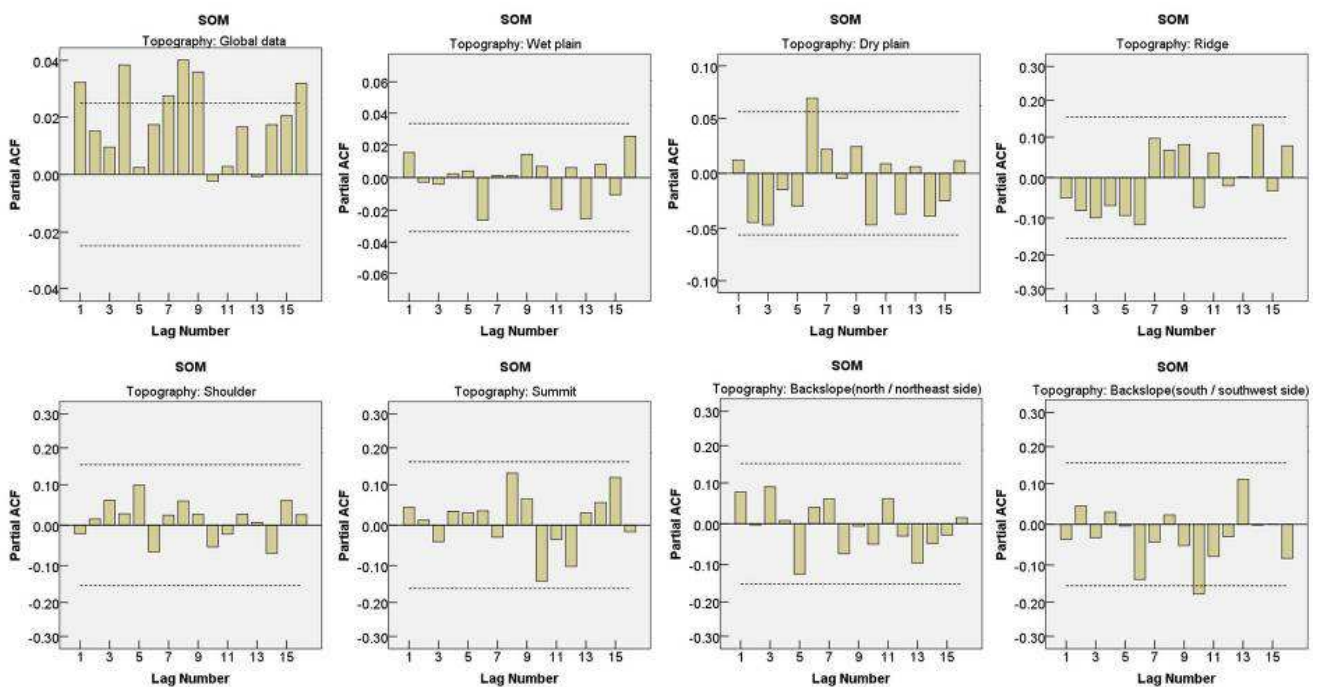 SOM
Topography: Global data
0.04
0.02
0.00
-0.02
-0.04
Partial ACF
1 3 5 7 9 11 13 15
Lag Number
SOM
Topography: Wet plain
0.06
0.04
0.02
0.00
-0.02
-0.04
-0.06
Partial ACF
1 3 5 7 9 11 13 15
Lag Number
SOM
Topography: Dry plain
0.10
0.05
0.00
-0.05
-0.10
Partial ACF
1 3 5 7 9 11 13 15
Lag Number
SOM
Topography: Ridge
0.30
0.20
0.10
0.00
-0.10
-0.20
-0.30
Partial ACF
1 3 5 7 9 11 13 15
Lag Number
SOM
Topography: Shoulder
0.30
0.20
0.10
0.00
-0.10
-0.20
-0.30
Partial ACF
1 3 5 7 9 11 13 15
Lag Number
SOM
Topography: Summit
0.30
0.20
0.10
0.00
-0.10
-0.20
-0.30
Partial ACF
1 3 5 7 9 11 13 15
Lag Number
SOM
Topography: Backslope(north / northeast side)
0.30
0.20
0.10
0.00
-0.10
-0.20
-0.30
Partial ACF
1 3 5 7 9 11 13 15
Lag Number
SOM
Topography: Backslope(south / southwest side)
0.30
0.20
0.10
0.00
-0.10
-0.20
-0.30
Partial ACF
1 3 5 7 9 11 13 15
Lag Number